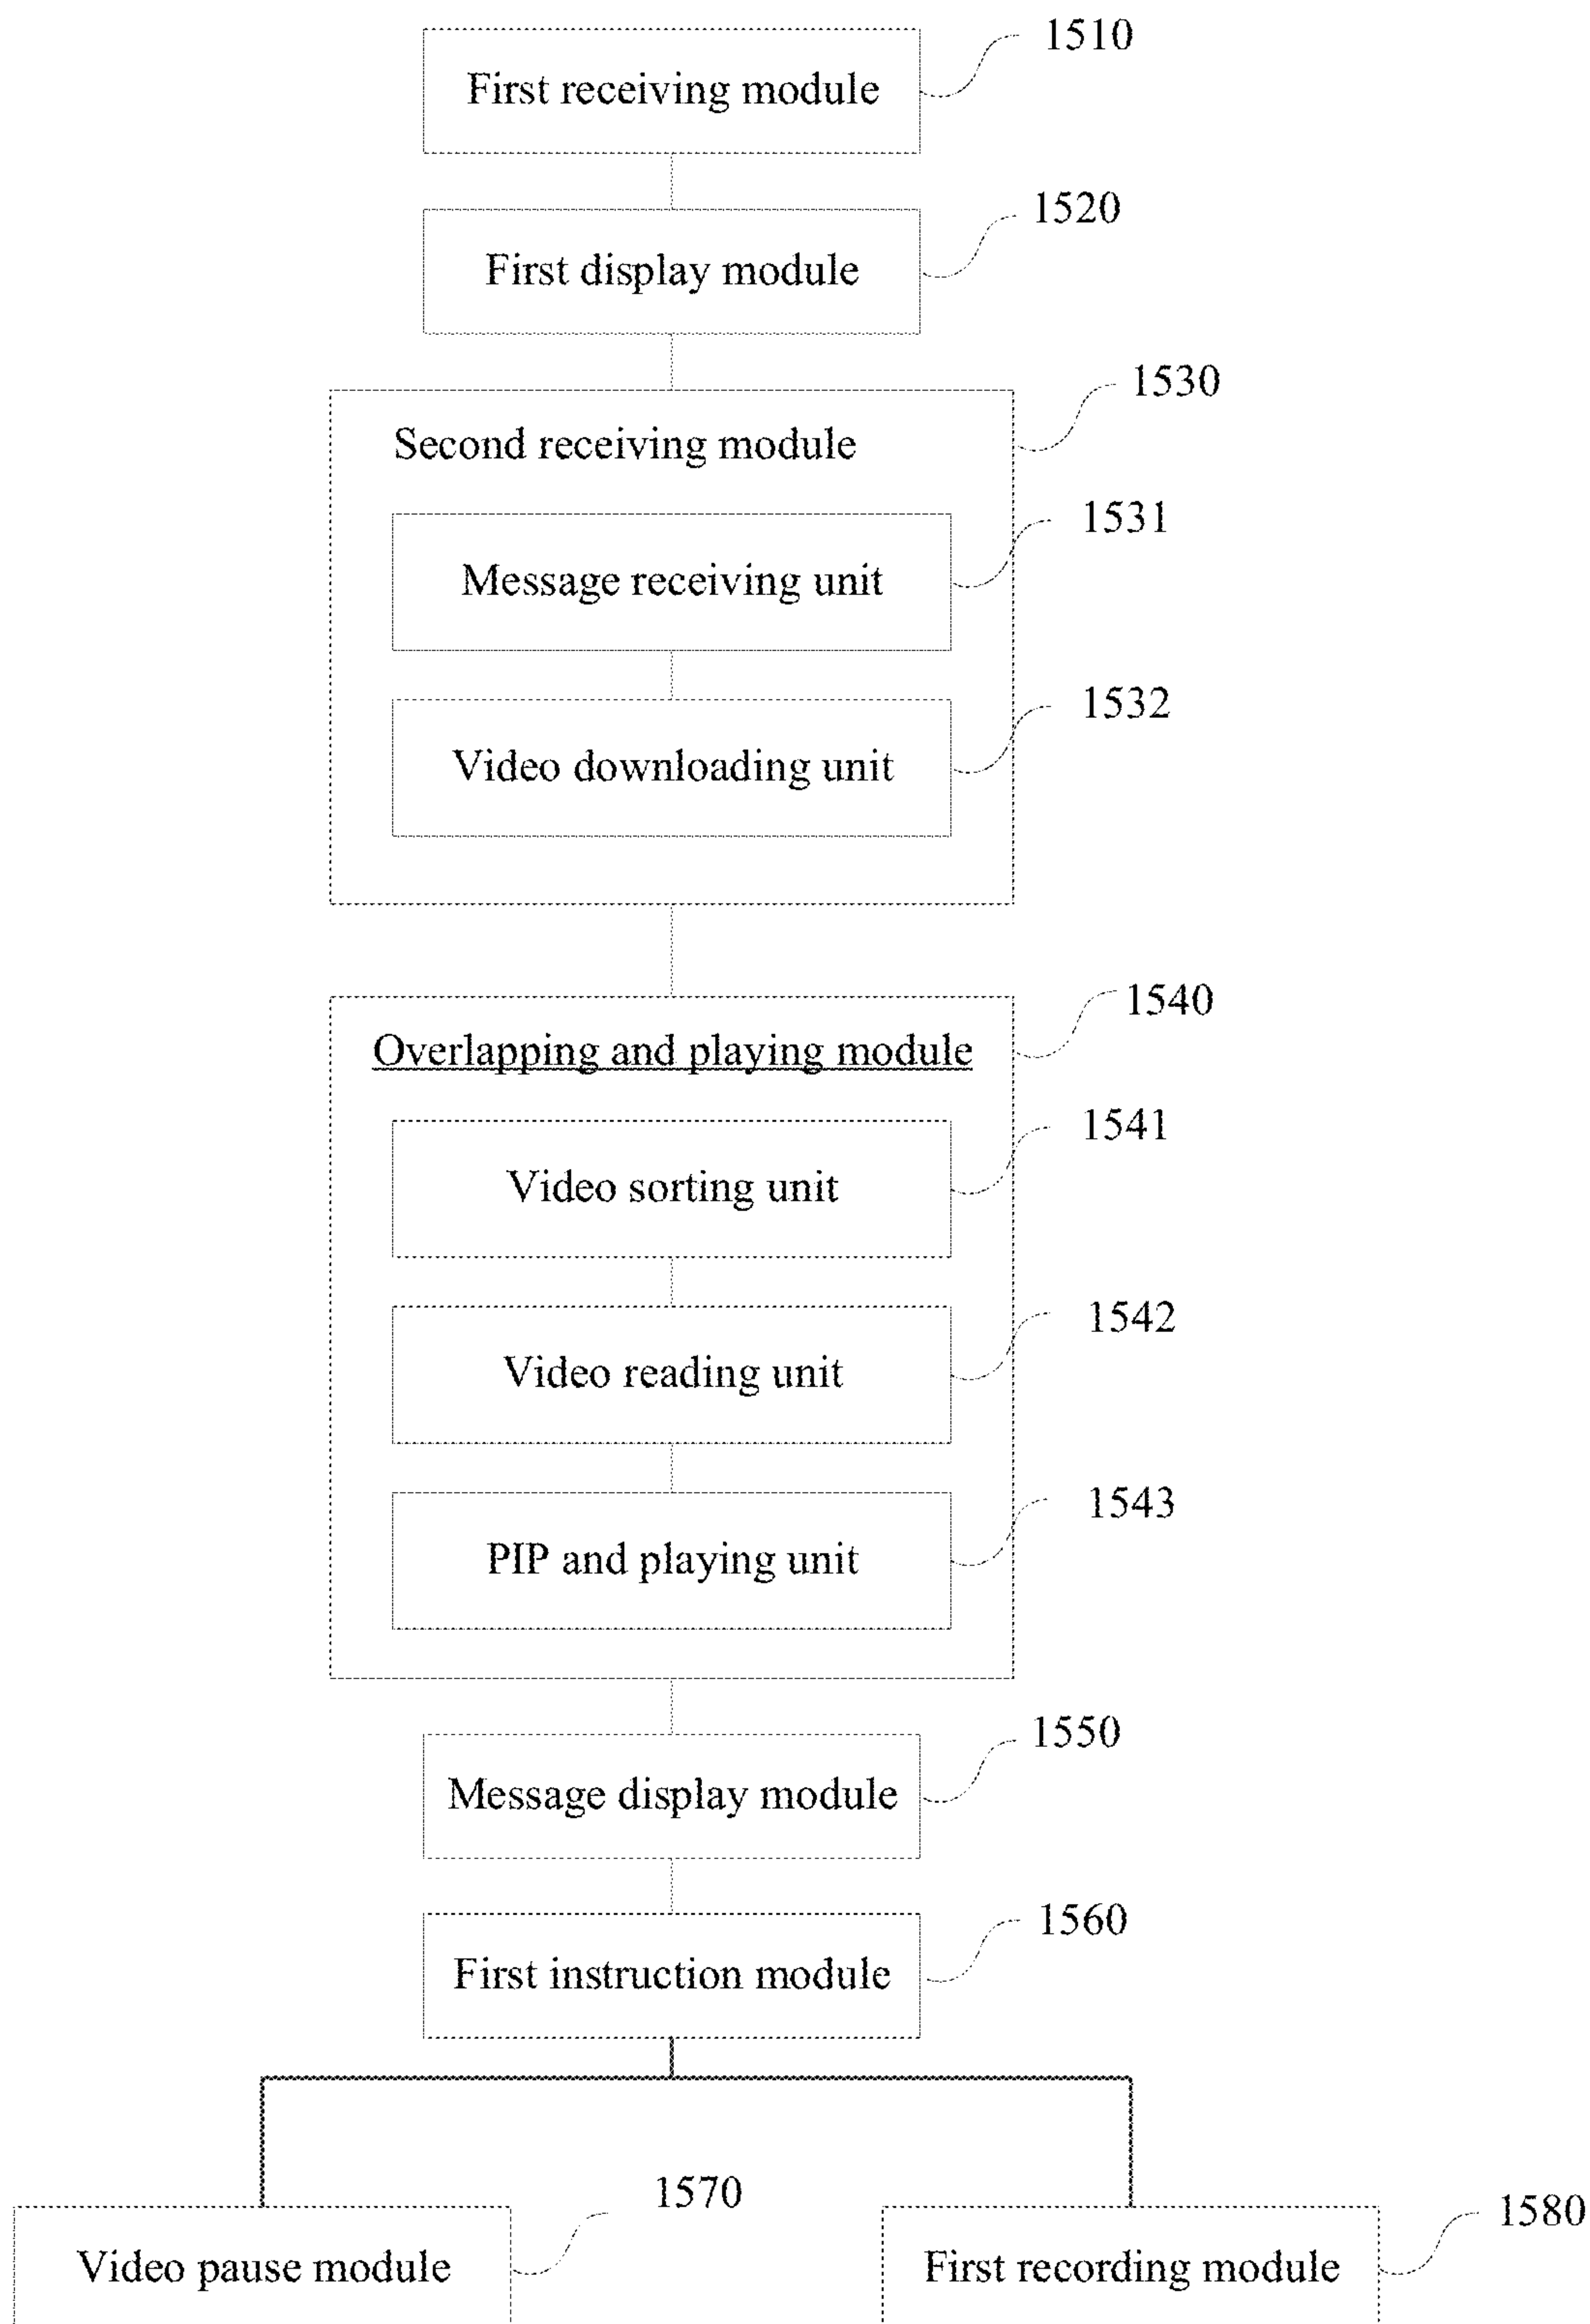 1510
First receiving module
1520
First display module
1530
Second receiving module
1531
Message receiving unit
1532
Video downloading unit
1540
Overlapping and playing module
1541
Video sorting unit
1542
Video reading unit
1543
PIP and playing unit
1550
Message display module
1560
First instruction module
1570
1580
Video pause module
First recording module